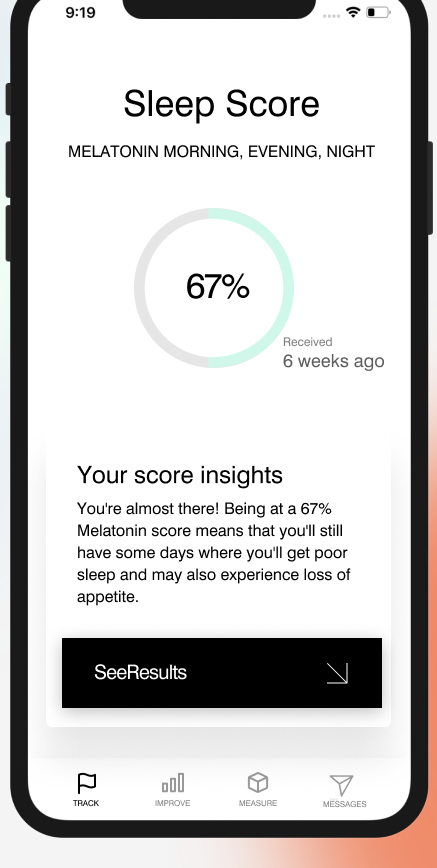 9:19
Sleep Score
MELATONIN MORNING, EVENING, NIGHT
67%
Received
6 weeks ago
Your score insights
You're almost there! Being at a 67%
Melatonin score means that you'll still
have some days where you'll get poor
sleep and may also experience loss of
appetite.
SeeResults
TRACK
IMPROVE
MEASURE
MESSAGES